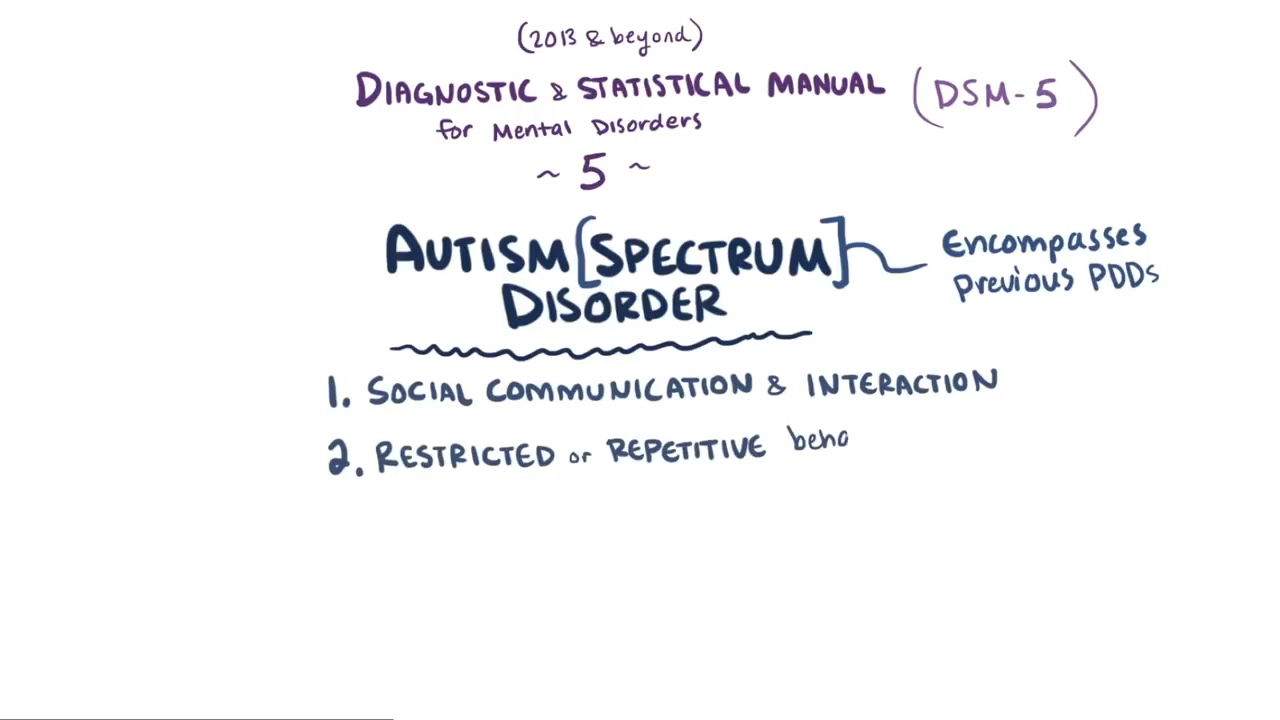 (2013 & beyond)
DIAGNOSTIC & STATISTICAL MANUAL (DSM-5)
for Mental Disorders
~ 5 ~
AUTISM [SPECTRUM]
DISORDER
Encompasses
previous PDDs
1. SOCIAL COMMUNICATION & INTERACTION
2. RESTRICTED or REPETITIVE beha